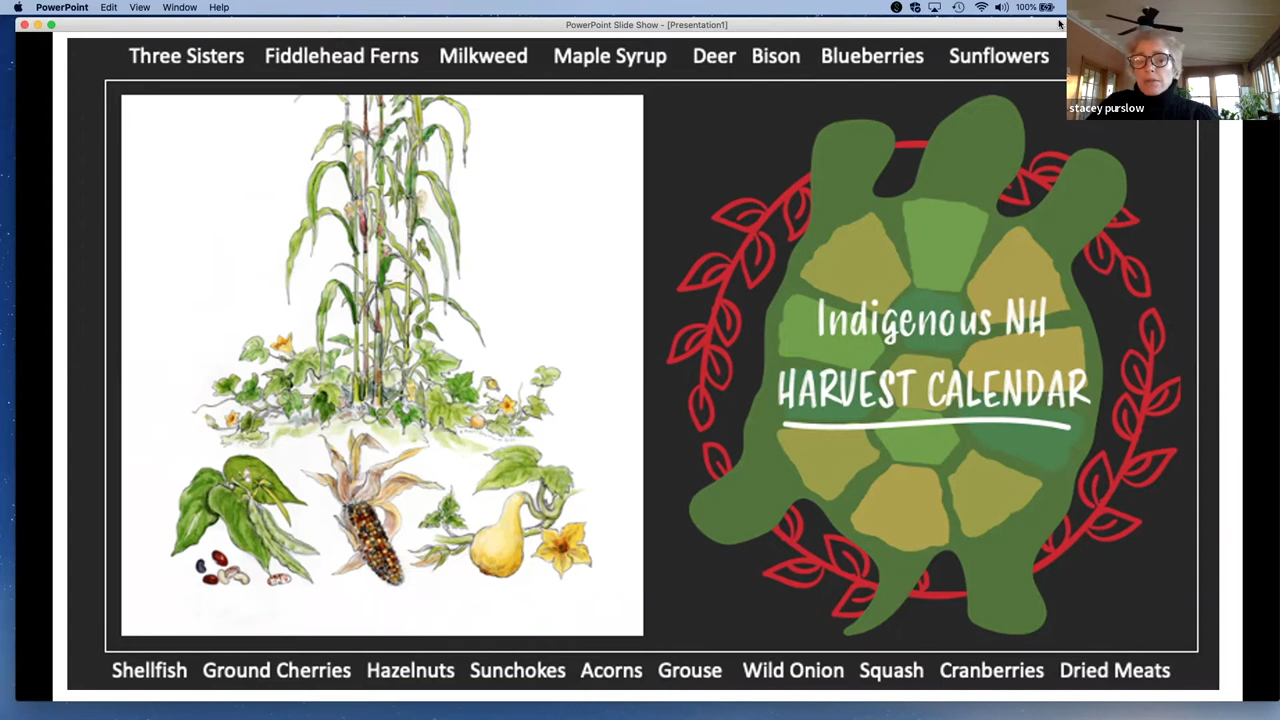 PowerPoint Edit View Window Help 100%
PowerPoint Slide Show - [Presentation1]
Three Sisters Fiddlehead Ferns Milkweed Maple Syrup Deer Bison Blueberries Sunflowers
stacey purslow
Indigenous NH
HARVEST CALENDAR
Shellfish Ground Cherries Hazelnuts Sunchokes Acorns Grouse Wild Onion Squash Cranberries Dried Meats